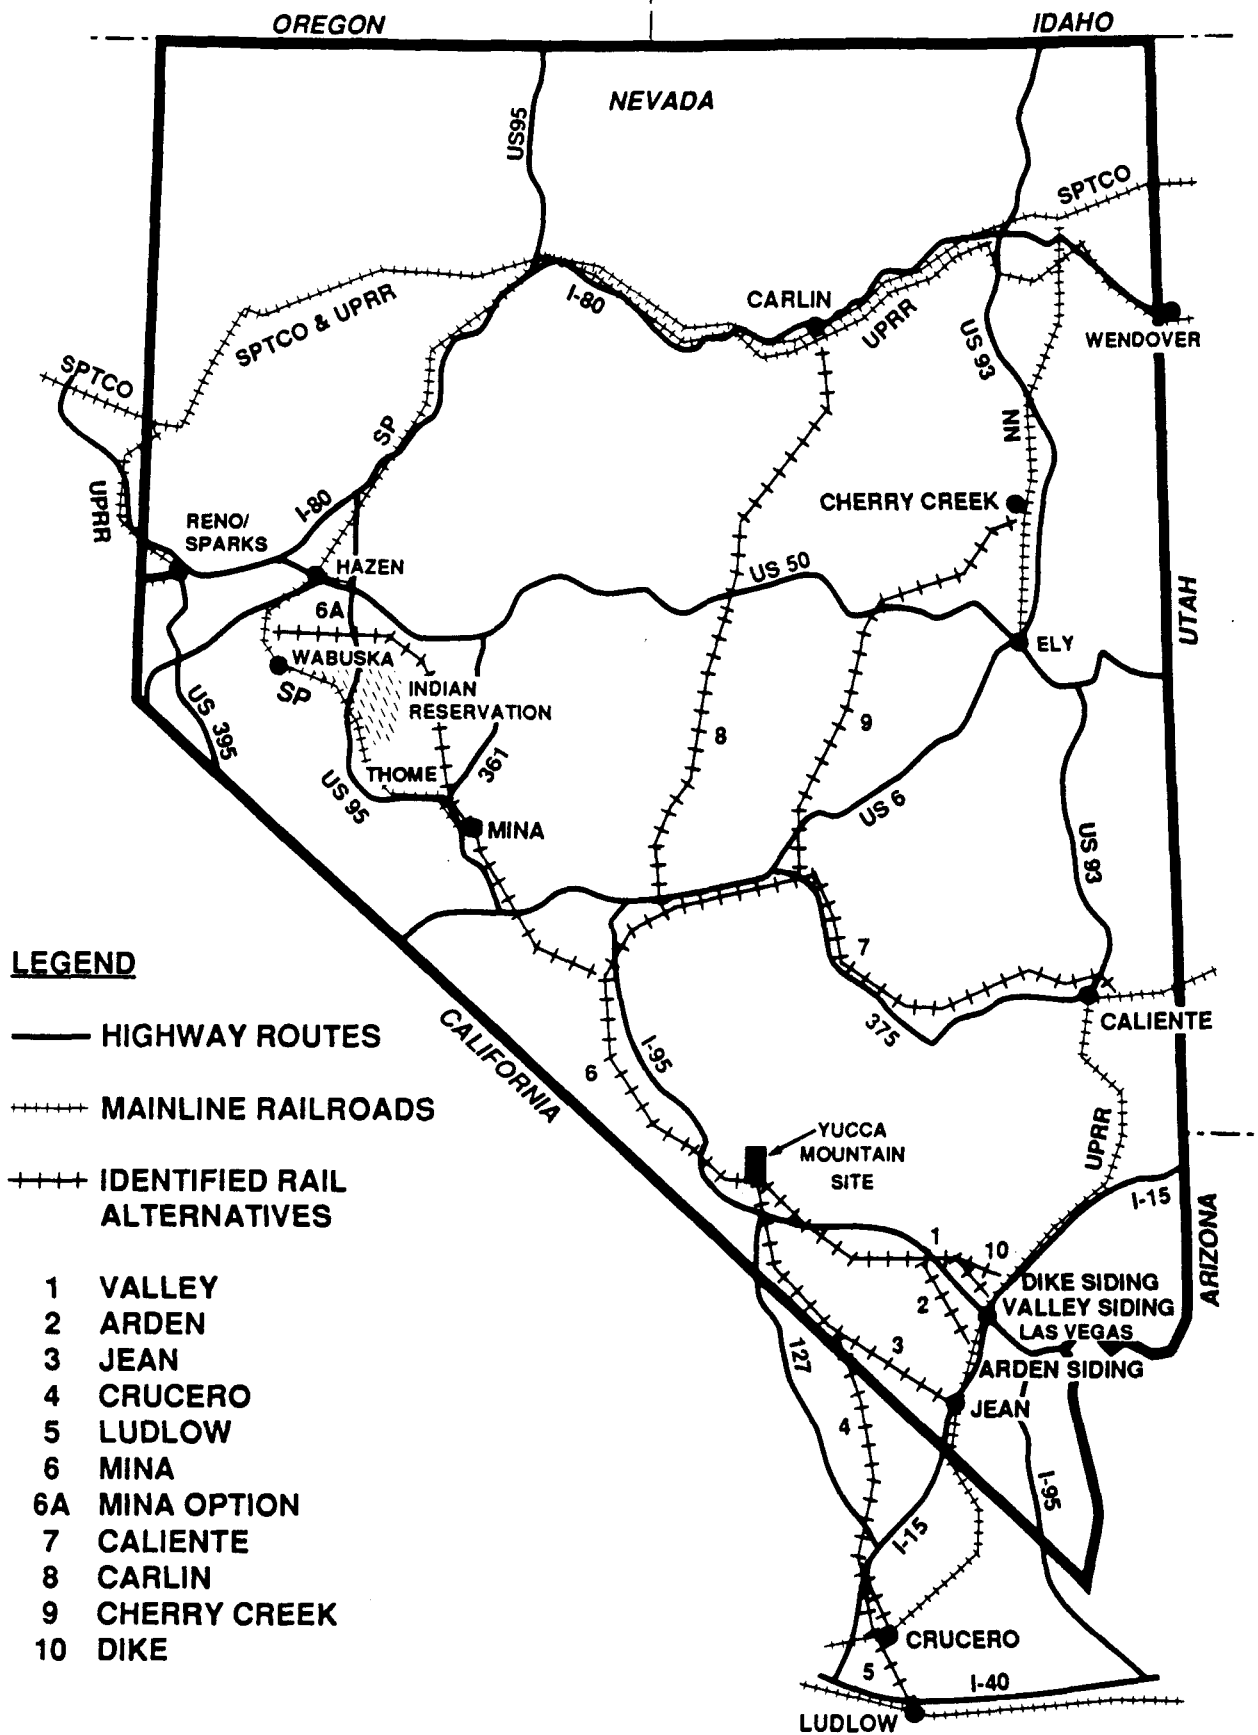 OREGON
IDAHO
NEVADA
US95
SPTCO
SPTCO & UPRR
I-80
CARLIN
UPRR
US 93
WENDOVER
SPTCO
SP
NN
UPRR
I-80
RENO/
SPARKS
CHERRY CREEK
HAZEN
US 50
6A
UTAH
WABUSKA
ELY
SP
INDIAN
RESERVATION
US 395
8
9
361
THOME
US 95
US 6
MINA
US 93
7
LEGEND
HIGHWAY ROUTES
MAINLINE RAILROADS
IDENTIFIED RAIL
ALTERNATIVES
1 VALLEY
2 ARDEN
3 JEAN
4 CRUCERO
5 LUDLOW
6 MINA
6A MINA OPTION
7 CALIENTE
8 CARLIN
9 CHERRY CREEK
10 DIKE
CALIFORNIA
375
CALIENTE
I-95
6
YUCCA
MOUNTAIN
SITE
UPRR
I-15
ARIZONA
1
10
DIKE SIDING
2
VALLEY SIDING
LAS VEGAS
127
3
ARDEN SIDING
JEAN
4
I-95
I-15
CRUCERO
5
I-40
LUDLOW